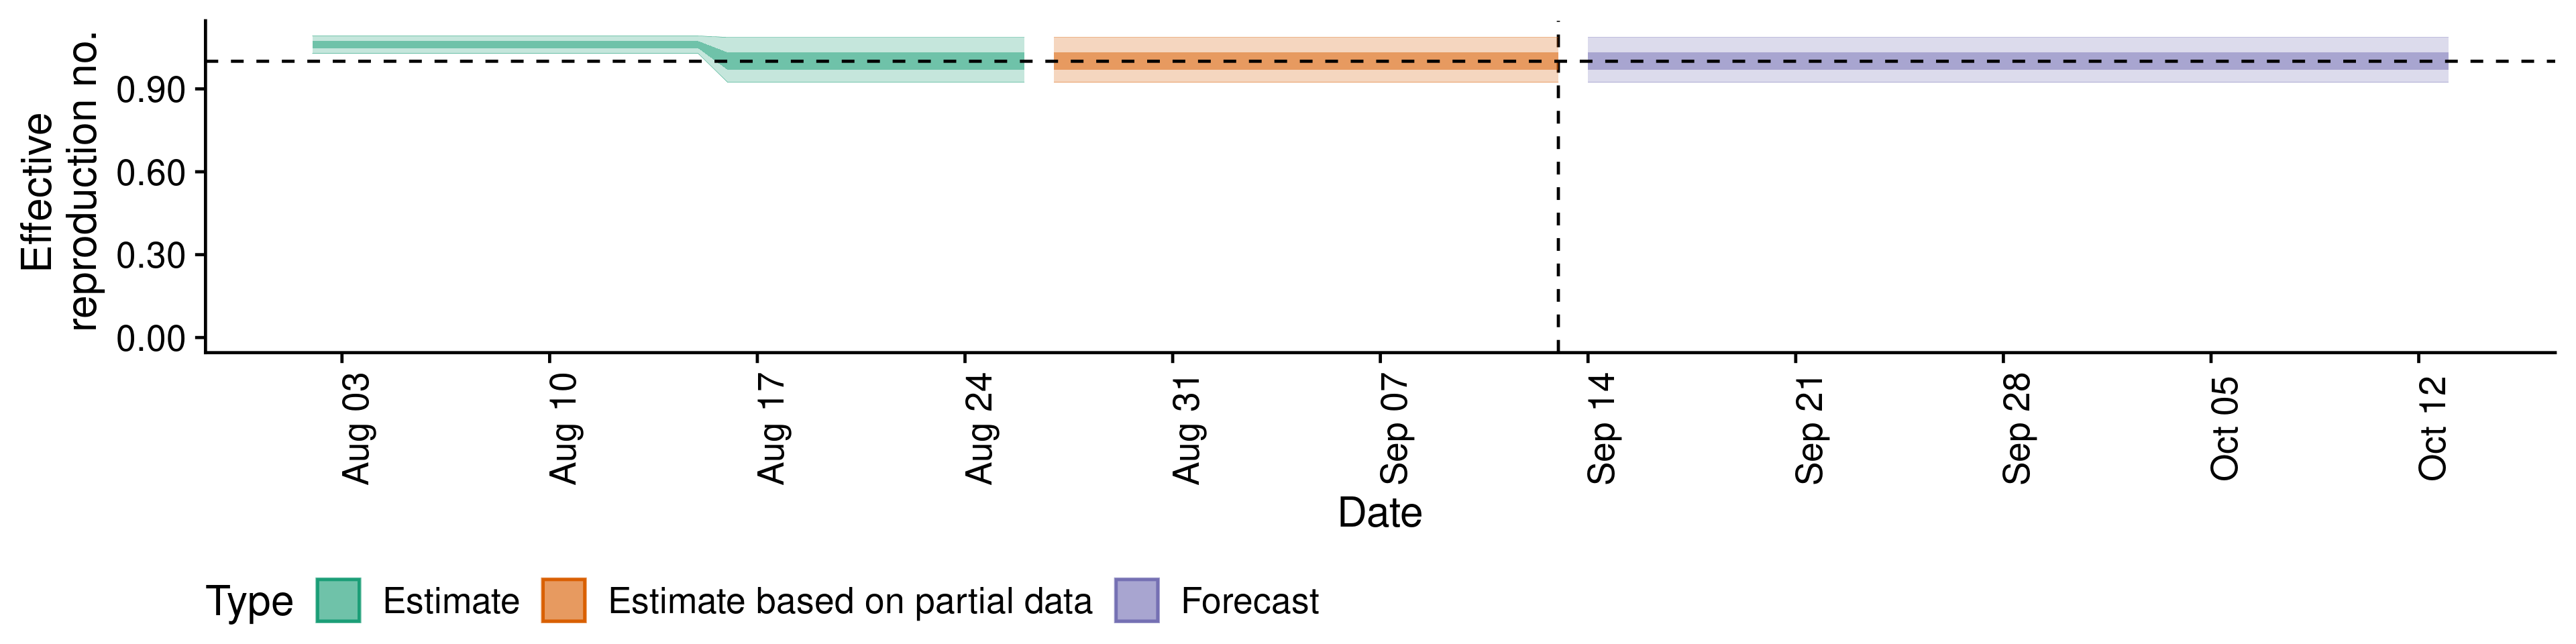 Effective
reproduction no.
0.90
0.60
0.30
0.00
Aug 03
Aug 10
Aug 17
Aug 24
Aug 31
Sep 07
Sep 14
Sep 21
Sep 28
Oct 05
Oct 12
Date
Type Estimate Estimate based on partial data Forecast